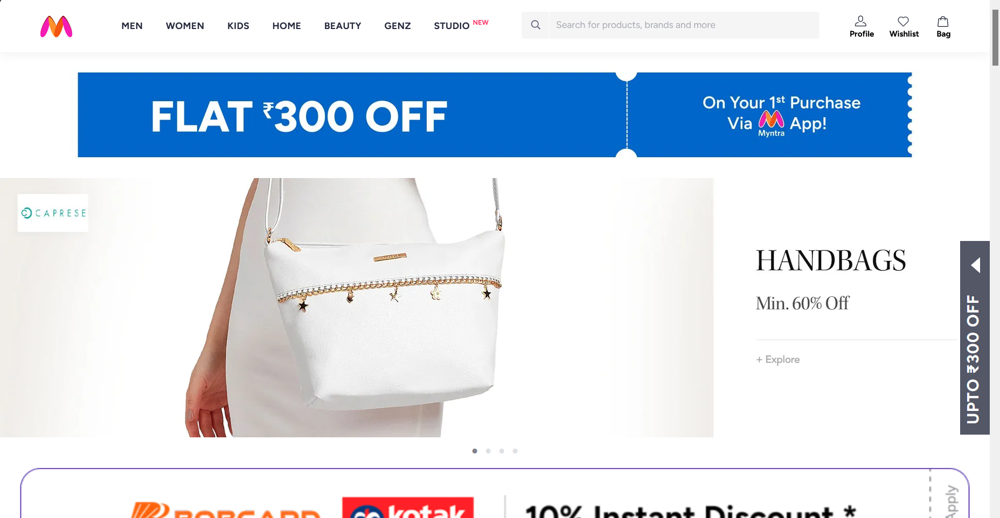 MEN WOMEN KIDS HOME BEAUTY GENZ STUDIO NEW
Search for products, brands and more
Profile Wishlist Bag
FLAT ₹300 OFF
On Your 1st Purchase
Via Myntra App!
CAPRESE
HANDBAGS
Min. 60% Off
+ Explore
UPTO ₹300 OFF
BOBCARD kotak 10% Instant Discount *
Apply